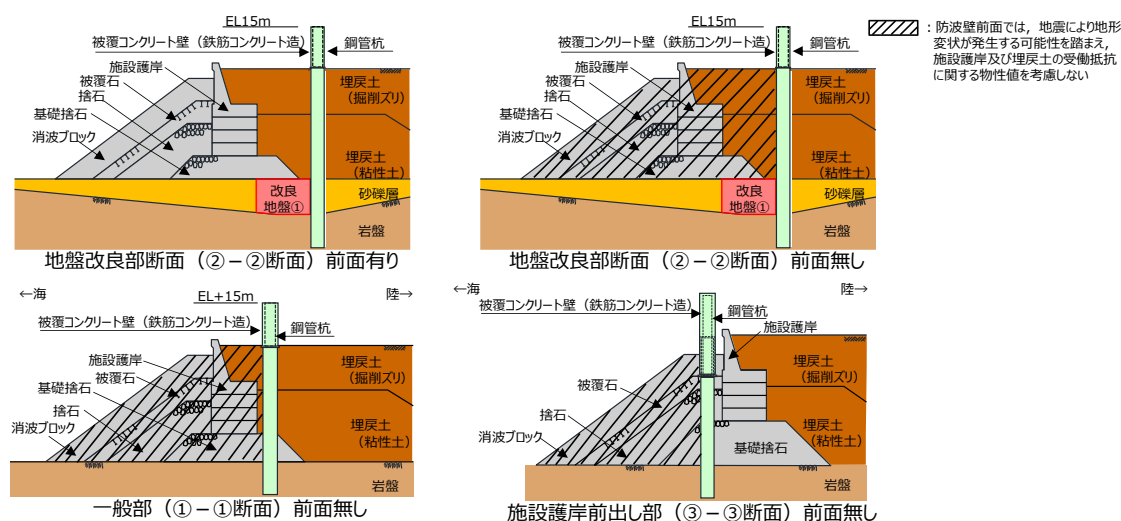 EL15m
被覆コンクリート壁（鉄筋コンクリート造）
鋼管杭
施設護岸
被覆石
捨石
基礎捨石
消波ブロック
埋戻土
（掘削ズリ）
埋戻土
（粘性土）
改良
地盤①
砂礫層
岩盤
地盤改良部断面（②－②断面）前面有り
EL15m
被覆コンクリート壁（鉄筋コンクリート造）
鋼管杭
施設護岸
被覆石
捨石
基礎捨石
消波ブロック
埋戻土
（掘削ズリ）
埋戻土
（粘性土）
改良
地盤①
砂礫層
岩盤
地盤改良部断面（②－②断面）前面無し
：防波壁前面では，地震により地形
変状が発生する可能性を踏まえ，
施設護岸及び埋戻土の受働抵抗
に関する物性値を考慮しない
←海
陸→
EL+15m
被覆コンクリート壁（鉄筋コンクリート造）
鋼管杭
施設護岸
被覆石
基礎捨石
捨石
消波ブロック
埋戻土
（掘削ズリ）
埋戻土
（粘性土）
岩盤
一般部（①－①断面）前面無し
←海
陸→
被覆コンクリート壁（鉄筋コンクリート造）
鋼管杭
施設護岸
被覆石
捨石
消波ブロック
埋戻土
（掘削ズリ）
埋戻土
（粘性土）
基礎捨石
岩盤
施設護岸前出し部（③－③断面）前面無し